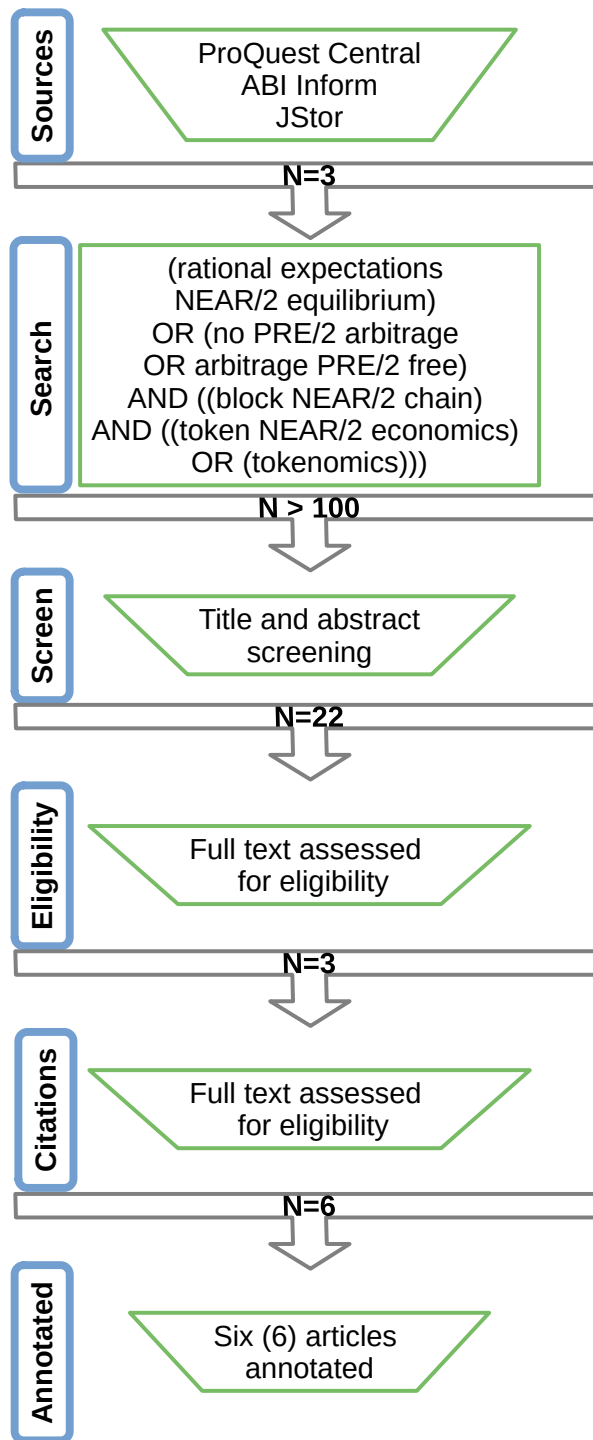 Sources
ProQuest Central
ABI Inform
JStor
N=3
Search
(rational expectations
NEAR/2 equilibrium)
OR (no PRE/2 arbitrage
OR arbitrage PRE/2 free)
AND ((block NEAR/2 chain)
AND ((token NEAR/2 economics)
OR (tokenomics)))
N > 100
Screen
Title and abstract
screening
N=22
Eligibility
Full text assessed
for eligibility
N=3
Citations
Full text assessed
for eligibility
N=6
Annotated
Six (6) articles
annotated